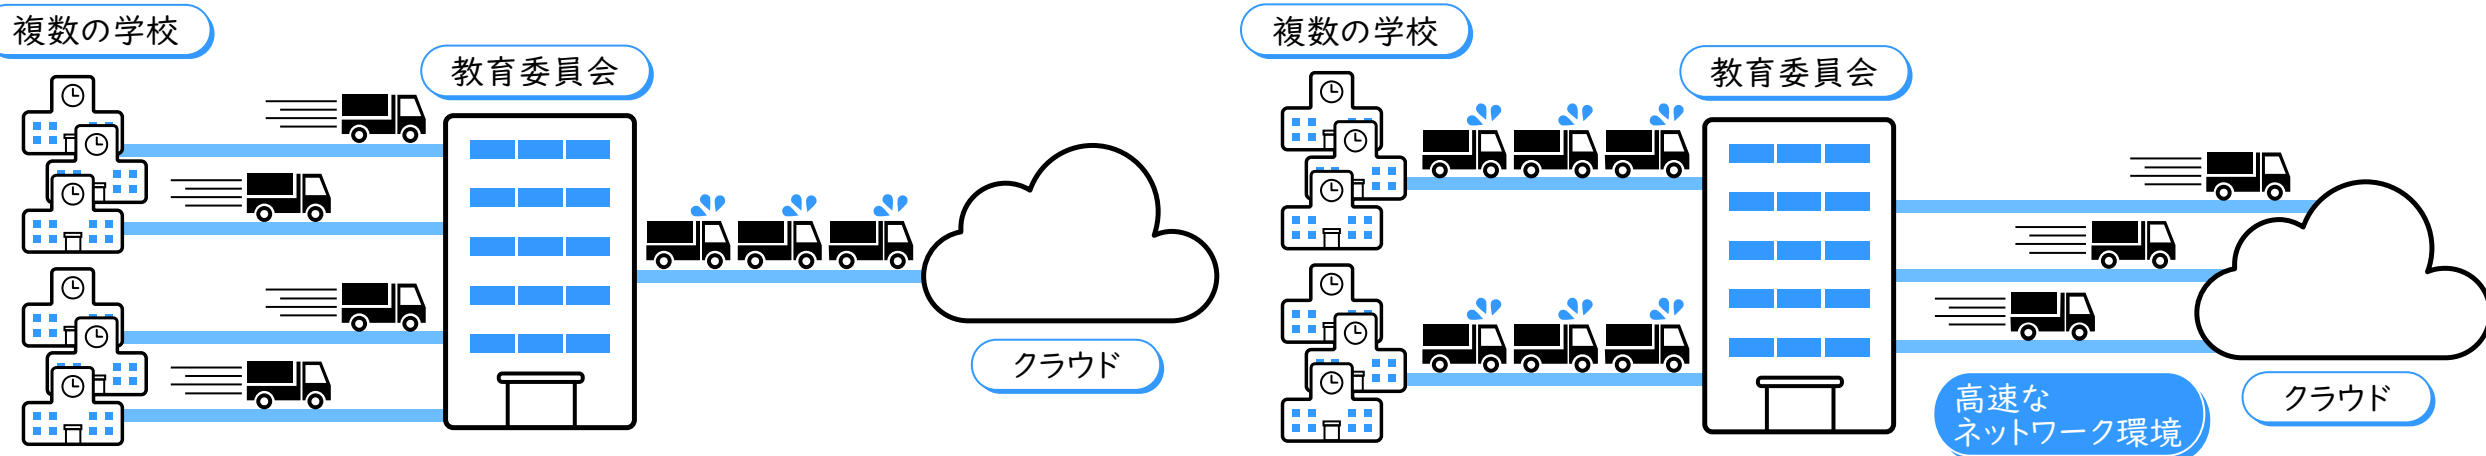 複数の学校
教育委員会
クラウド
複数の学校
教育委員会
高速な
ネットワーク環境
クラウド